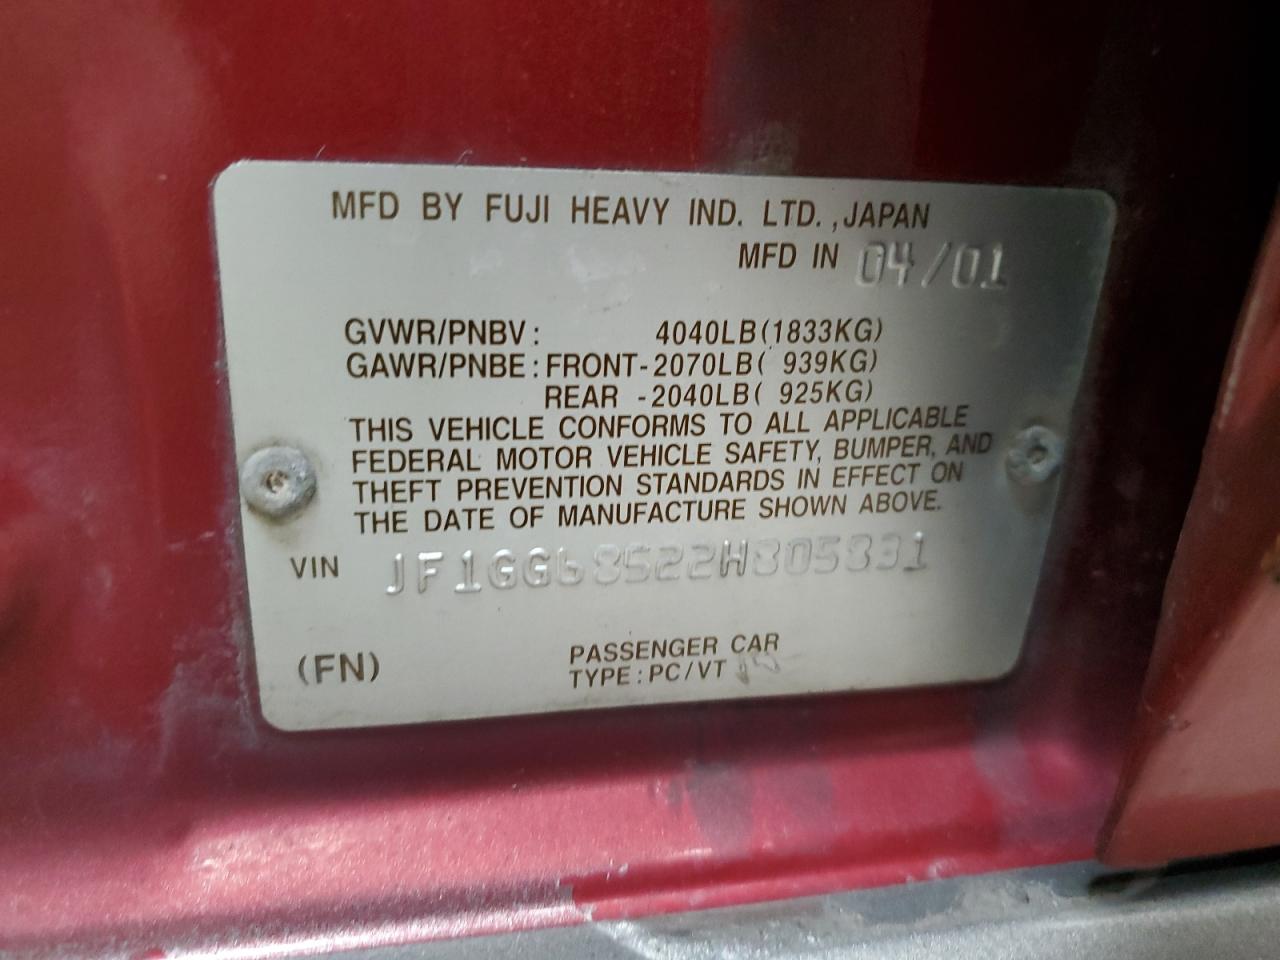 MFD BY FUJI HEAVY IND. LTD., JAPAN
MFD IN 04/01
GVWR/PNBV: 4040LB(1833KG)
GAWR/PNBE: FRONT-2070LB( 939KG)
REAR -2040LB( 925KG)
THIS VEHICLE CONFORMS TO ALL APPLICABLE
FEDERAL MOTOR VEHICLE SAFETY, BUMPER, AND
THEFT PREVENTION STANDARDS IN EFFECT ON
THE DATE OF MANUFACTURE SHOWN ABOVE.
VIN JF1GG68522H805831
(FN) PASSENGER CAR
TYPE: PC/VT